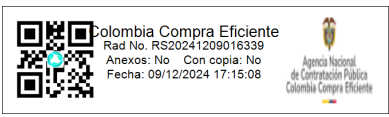 Colombia Compra Eficiente
Rad No. RS20241209016339
Anexos: No Con copia: No
Fecha: 09/12/2024 17:15:08
Agencia Nacional
de Contratación Pública
Colombia Compra Eficiente